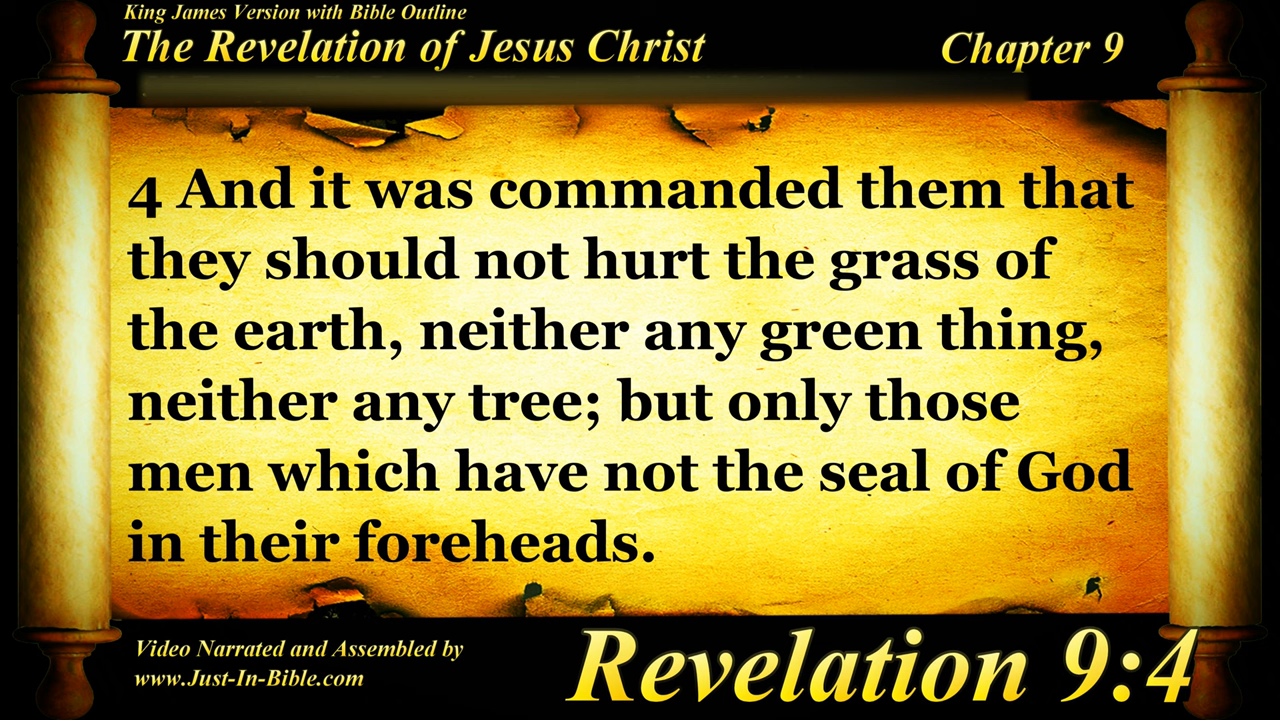 King James Version with Bible Outline
The Revelation of Jesus Christ
Chapter 9
4 And it was commanded them that
they should not hurt the grass of
the earth, neither any green thing,
neither any tree; but only those
men which have not the seal of God
in their foreheads.
Video Narrated and Assembled by
www.Just-In-Bible.com
Revelation 9:4